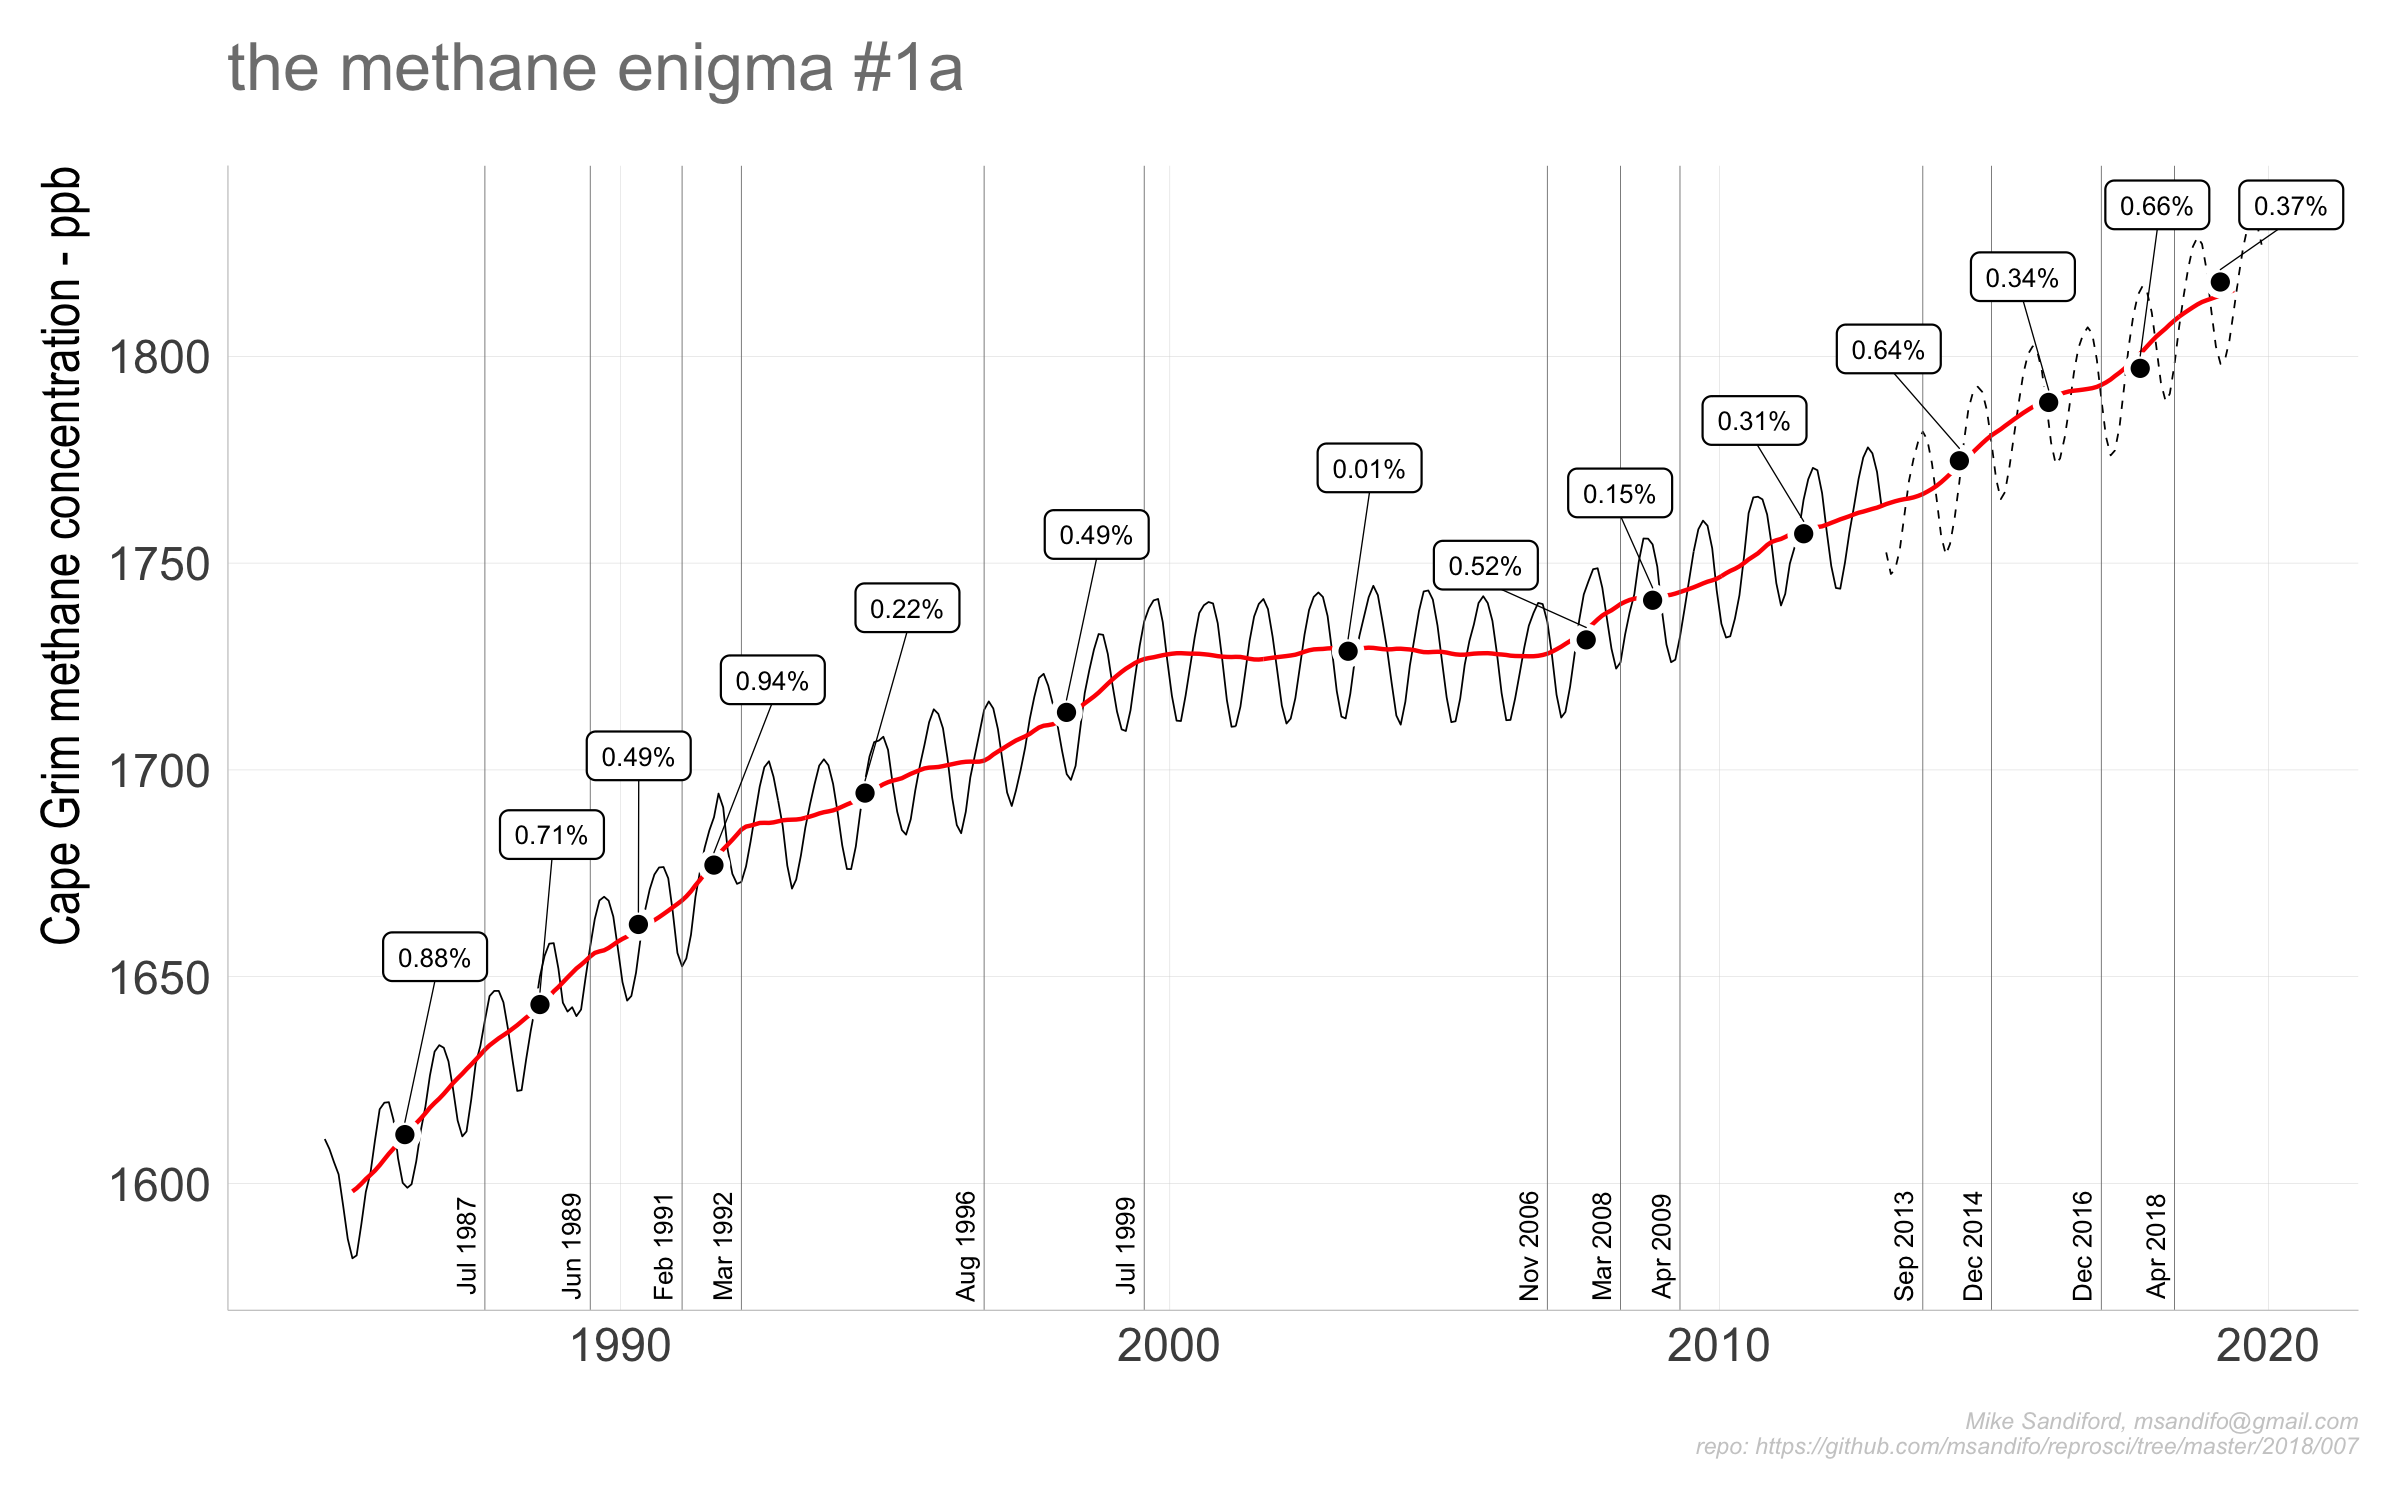 the methane enigma #1a
Cape Grim methane concentration - ppb
1800
1750
1700
1650
1600
0.88%
0.71%
0.49%
0.94%
0.22%
0.49%
0.01%
0.52%
0.15%
0.31%
0.64%
0.34%
0.66%
0.37%
Jul 1987
Jun 1989
Feb 1991
Mar 1992
Aug 1996
Jul 1999
Nov 2006
Mar 2008
Apr 2009
Sep 2013
Dec 2014
Dec 2016
Apr 2018
1990
2000
2010
2020
Mike Sandiford, msandifo@gmail.com
repo: https://github.com/msandifo/reprosci/tree/master/2018/007